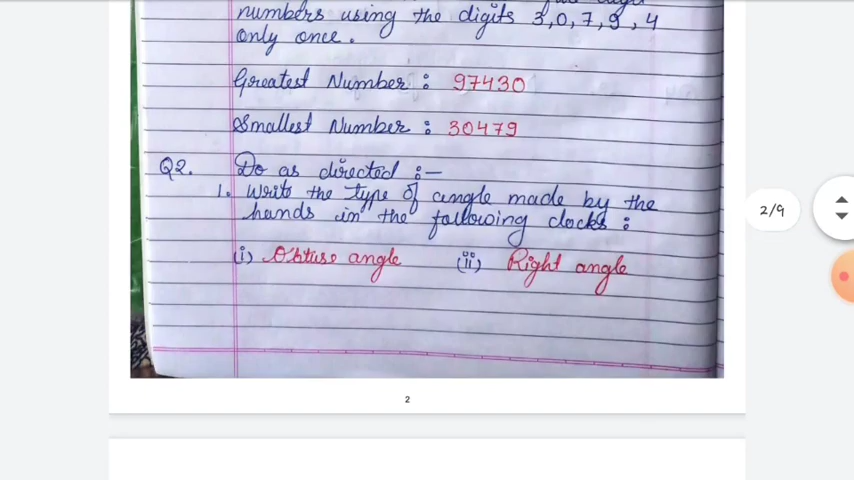 numbers using the digits 3,0,7,9,4
only once.
Greatest Number : 97430
Smallest Number : 30479
Q2. Do as directed :—
1. Write the type of angle made by the
hands in the following clocks :
(i) Obtuse angle (ii) Right angle
2
2/9